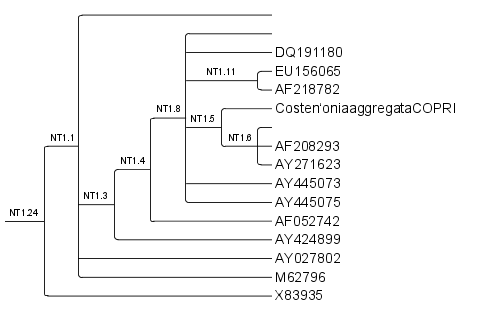 DQ191180
NT1.11
EU156065
AF218782
NT1.8
Costen'oniaaggregataCOPRI
NT1.5
NT1.6
NT1.1
AF208293
NT1.4
AY271623
AY445073
NT1.3
AY445075
NT1.24
AF052742
AY424899
AY027802
M62796
X83935